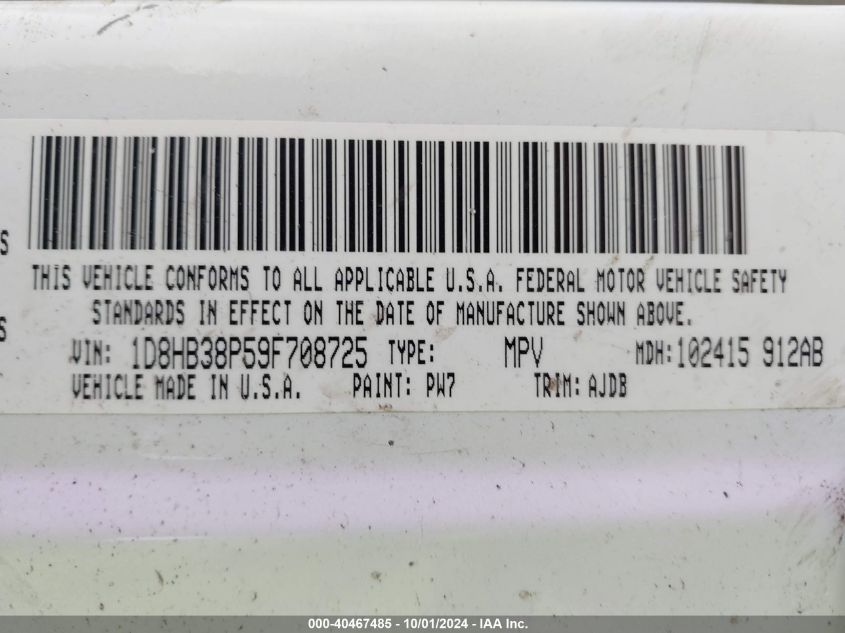 S
THIS VEHICLE CONFORMS TO ALL APPLICABLE U.S.A. FEDERAL MOTOR VEHICLE SAFETY
STANDARDS IN EFFECT ON THE DATE OF MANUFACTURE SHOWN ABOVE.
S
VIN: 1D8HB38P59F708725 TYPE: MPV MDH: 102415 912AB
VEHICLE MADE IN U.S.A. PAINT: PW7 TRIM: AJDB
000-40467485 - 10/01/2024 - IAA Inc.